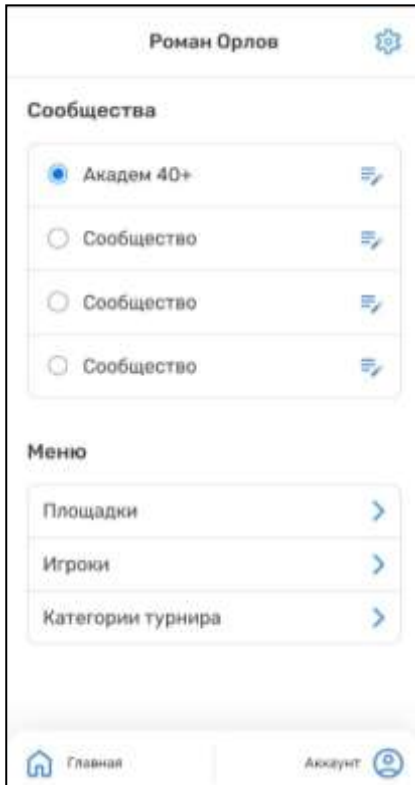 Роман Орлов
Сообщества
Академ 40+
Сообщество
Сообщество
Сообщество
Меню
Площадки
Игроки
Категории турнира
Главная
Аккаунт